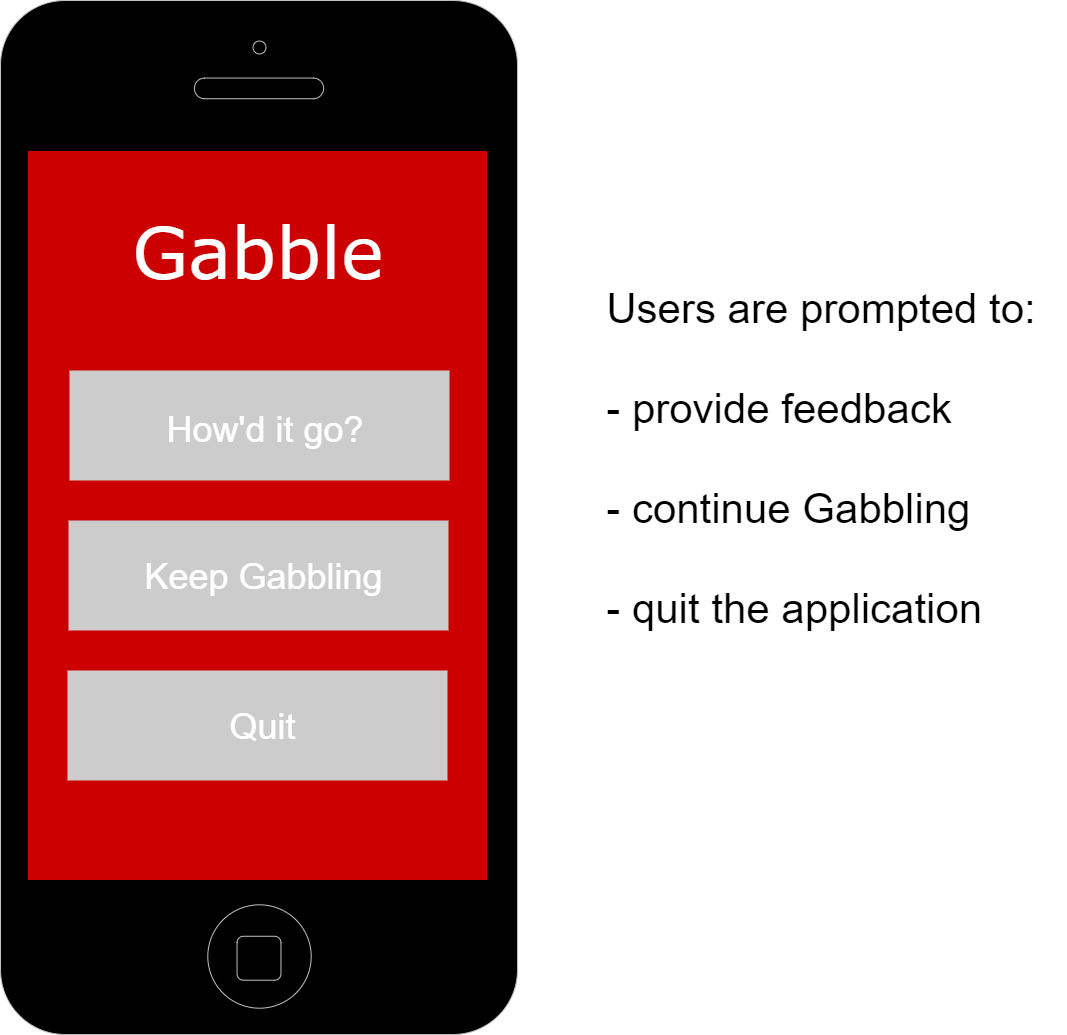 Gabble
How'd it go?
Keep Gabbling
Quit
Users are prompted to:
- provide feedback
- continue Gabbling
- quit the application